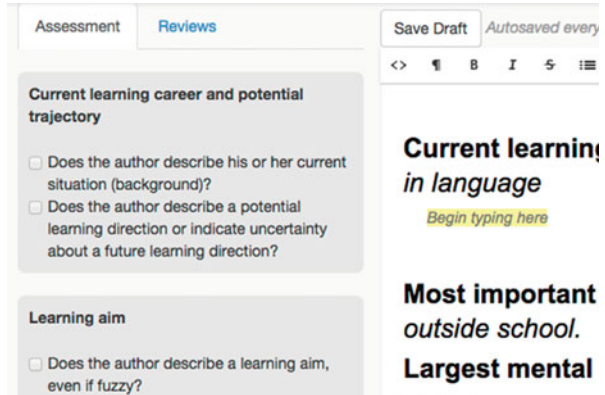 Assessment
Reviews
Save Draft
Autosaved every
<> ¶ B I S
Current learning career and potential
trajectory
Does the author describe his or her current
situation (background)?
Does the author describe a potential
learning direction or indicate uncertainty
about a future learning direction?
Learning aim
Does the author describe a learning aim,
even if fuzzy?
Current learning
in language
Begin typing here
Most important
outside school.
Largest mental